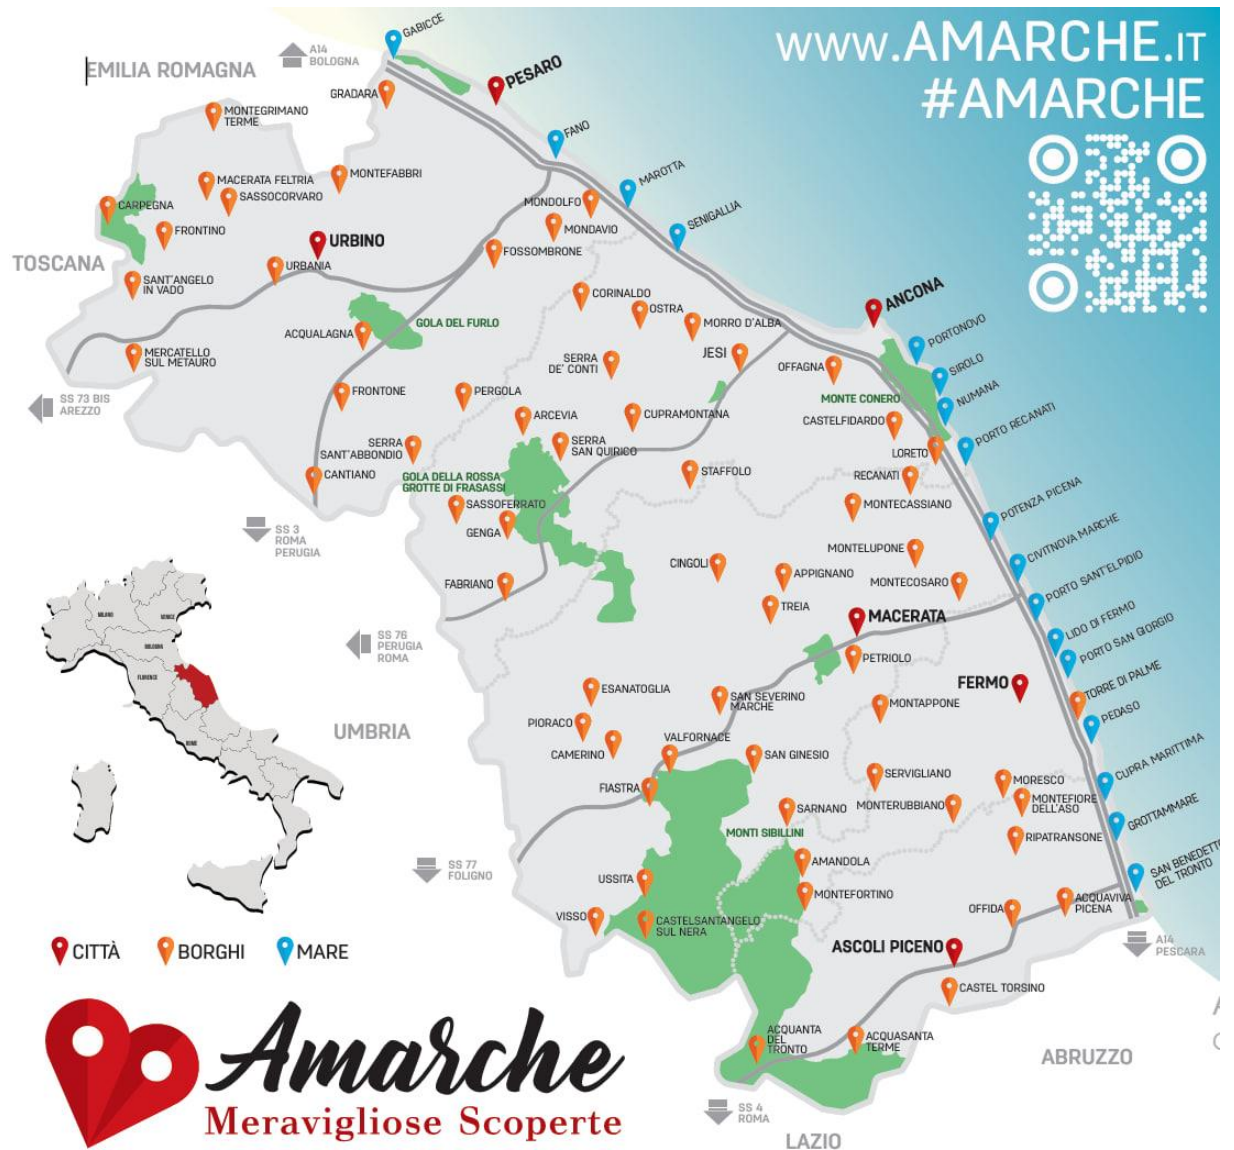 WWW.AMARCHE.IT
#AMARCHE
EMILIA ROMAGNA
A14
BOLOGNA
GABICCE
PESARO
GRADARA
MONTEGRIMANO
TERME
FANO
MACERATA FELTRIA
MONTEFABBRI
SASSOCORVARO
CARPEGNA
MAROTTA
MONDOLFO
MONDAVIO
SENIGALLIA
FRONTINO
URBINO
FOSSOMBRONE
TOSCANA
URBANIA
SANT'ANGELO
IN VADO
CORINALDO
OSTRA
MORRO D'ALBA
ANCONA
GOLA DEL FURLO
ACQUALAGNA
PORTONOVO
MERCATELLO
SUL METAURO
SERRA
DE' CONTI
JESI
OFFAGNA
SIROLO
SS 73 BIS
AREZZO
FRONTONE
PERGOLA
MONTE CONERO
NUMANA
ARCEVIA
CUPRAMONTANA
CASTELFIDARDO
PORTO RECANATI
SERRA
SANT'ABBONDIO
SERRA
SAN QUIRICO
LORETO
CANTIANO
GOLA DELLA ROSSA
GROTTE DI FRASASSI
STAFFOLO
RECANATI
SASSOFERRATO
MONTECASSIANO
POTENZA PICENA
SS 3
ROMA
PERUGIA
GENGA
MONTELUPONE
CIVITNOVA MARCHE
CINGOLI
APPIGNANO
MONTECOSARO
FABRIANO
PORTO SANT'ELPIDIO
TREIA
MACERATA
MILANO
VENICE
BOLOGNA
FLORENCE
ROME
SS 76
PERUGIA
ROMA
LIDO DI FERMO
PORTO SAN GIORGIO
PETRIOLO
ESANATOGLIA
FERMO
SAN SEVERINO
MARCHE
MONTAPPONE
TORRE DI PALME
PIORACO
UMBRIA
PEDASO
VALFORNACE
CAMERINO
SAN GINESIO
CUPRA MARITTIMA
FIASTRA
SERVIGLIANO
MORESCO
MONTERUBBIANO
MONTEFIORE
DELL'ASO
SARNANO
GROTTAMMARE
MONTI SIBILLINI
RIPATRANSONE
SS 77
FOLIGNO
AMANDOLA
SAN BENEDETT
DEL TRONTO
USSITA
MONTEFORTINO
VISSO
CASTELSANTANGELO
SUL NERA
OFFIDA
ACQUAVIVA
PICENA
ASCOLI PICENO
A14
PESCARA
CITTÀ
BORGHI
MARE
CASTEL TORSINO
Amarche
Meravigliose Scoperte
ACQUANTA
DEL
TRONTO
ACQUASANTA
TERME
ABRUZZO
SS 4
ROMA
LAZIO